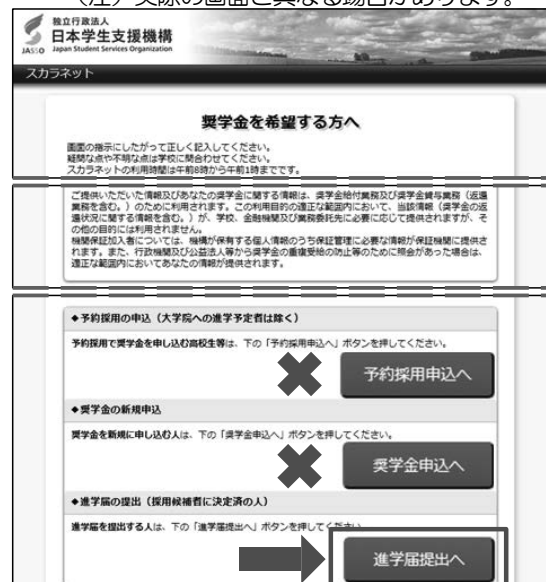 (注)実際の画面と異なる場合があります。
独立行政法人
日本学生支援機構
JASSO Japan Student Services Organization
スカラネット
奨学金を希望する方へ
画面の指示にしたがって正しく記入してください。
疑問な点や不明な点は学校に問合わせてください。
スカラネットの利用時間は午前8時から午前1時までです。
ご提供いただいた情報及びあなたの奨学金に関する情報は、奨学金給付業務及び奨学金貸与業務(返還
業務を含む。)のために利用されます。この利用目的の適正な範囲内において、当該情報(奨学金の返
還状況に関する情報を含む。)が、学校、金融機関及び業務委託先に必要に応じて提供されますが、そ
の他の目的には利用されません。
機関保証加入者については、機構が保有する個人情報のうち保証管理に必要な情報が保証機関に提供さ
れます。また、行政機関及び公益法人等から奨学金の重複受給の防止等のために照会があった場合は、
適正な範囲内においてあなたの情報が提供されます。
◆予約採用の申込(大学院への進学予定者は除く)
予約採用で奨学金を申し込む高校生等は、下の「予約採用申込へ」ボタンを押してください。
予約採用申込へ
◆奨学金の新規申込
奨学金を新規に申し込む人は、下の「奨学金申込へ」ボタンを押してください。
奨学金申込へ
◆進学届の提出(採用候補者に決定済の人)
進学届を提出する人は、下の「進学届提出へ」ボタンを押してください。
進学届提出へ